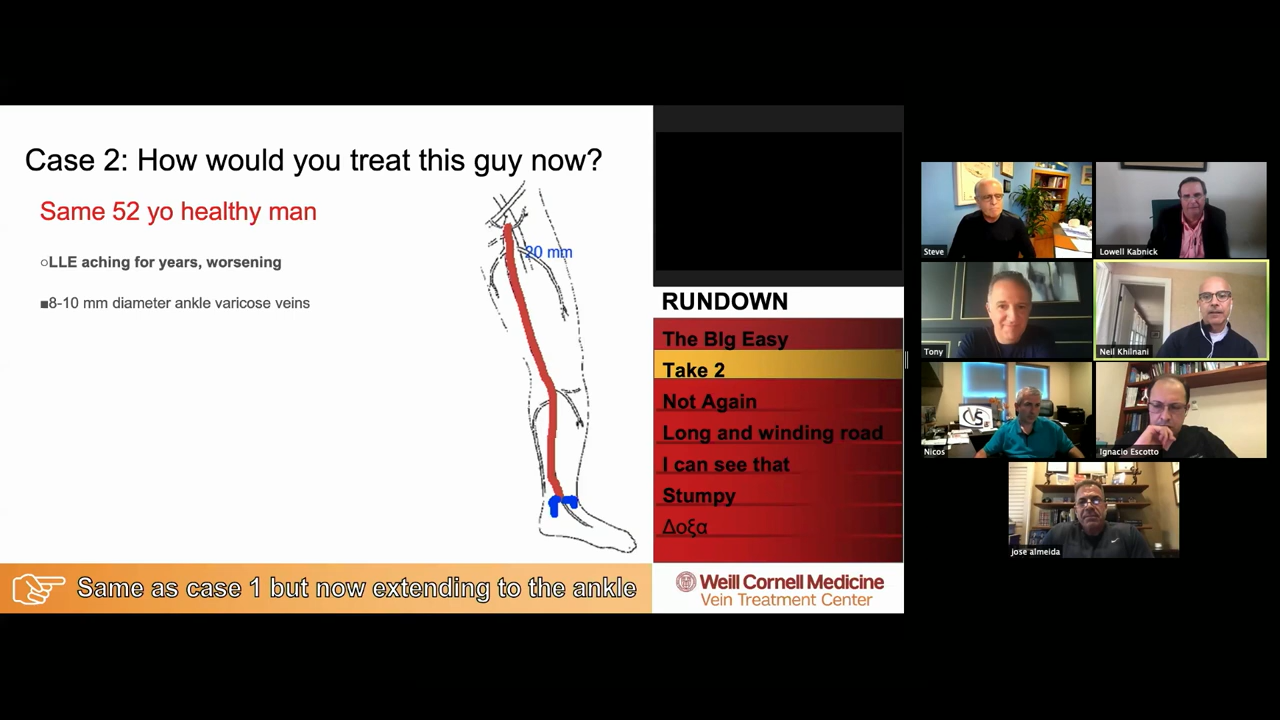 Case 2: How would you treat this guy now?
Same 52 yo healthy man
○LLE aching for years, worsening
■8-10 mm diameter ankle varicose veins
20 mm
Same as case 1 but now extending to the ankle
RUNDOWN
The BIg Easy
Take 2
Not Again
Long and winding road
I can see that
Stumpy
Δοξα
Weill Cornell Medicine
Vein Treatment Center
Steve
Lowell Kabnick
Tony
Neil Khilnani
Nicos
Ignacio Escotto
jose almeida